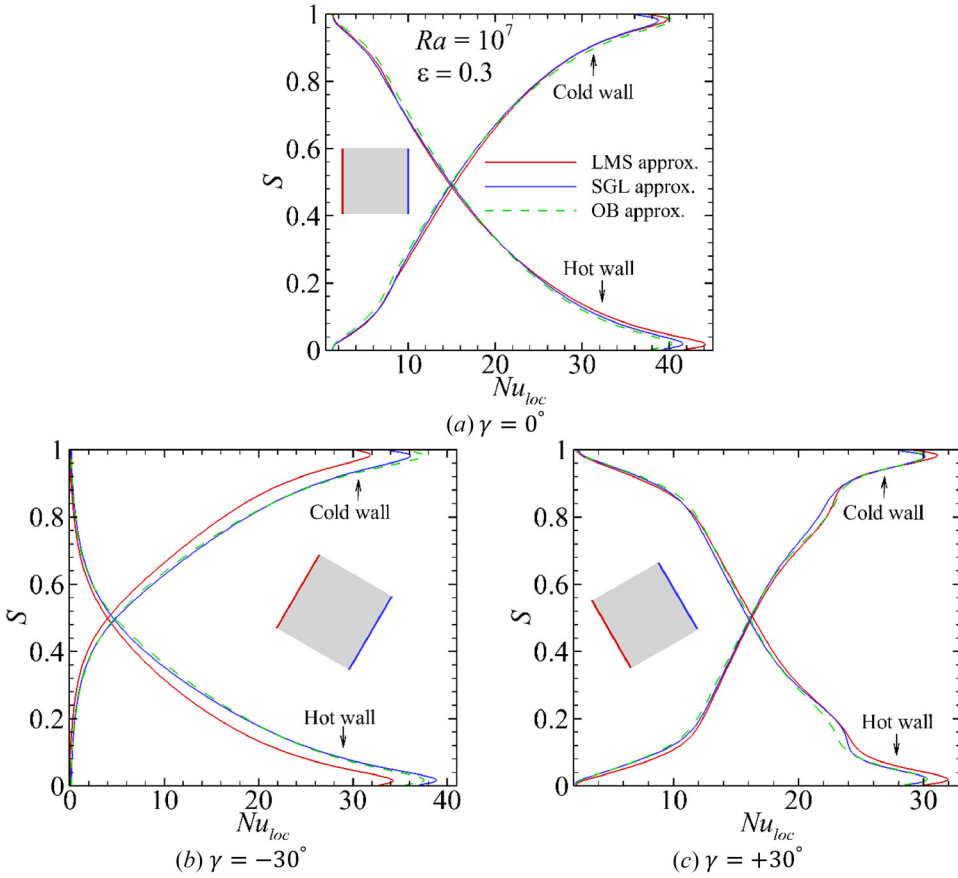 1
0.8
0.6
0.4
0.2
0
S
Ra = 10⁷
ε = 0.3
Cold wall
LMS approx.
SGL approx.
OB approx.
Hot wall
10 20 30 40
Nu_loc
(a) γ = 0°
1
0.8
0.6
0.4
0.2
0
S
Cold wall
Hot wall
0 10 20 30 40
Nu_loc
(b) γ = −30°
1
0.8
0.6
0.4
0.2
0
S
Cold wall
Hot wall
10 20 30
Nu_loc
(c) γ = +30°